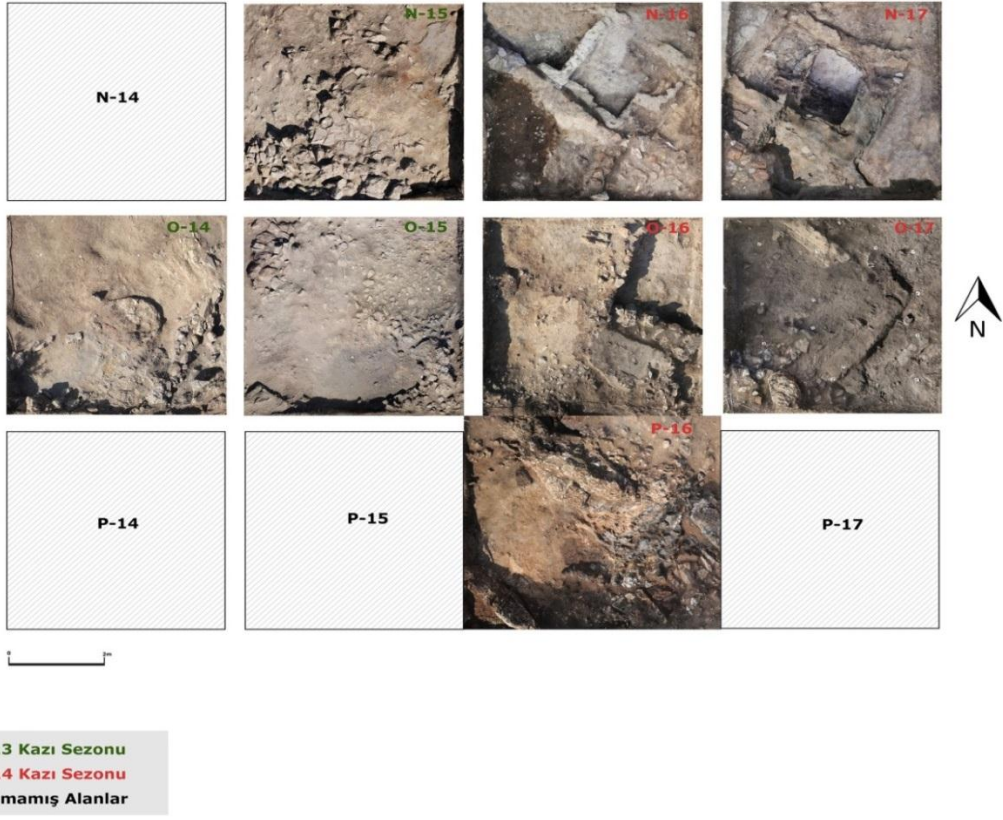 N-14
N-15
N-16
N-17
O-14
O-15
O-16
O-17
N
P-14
P-15
P-16
P-17
0
3 Kazı Sezonu
4 Kazı Sezonu
mamış Alanlar